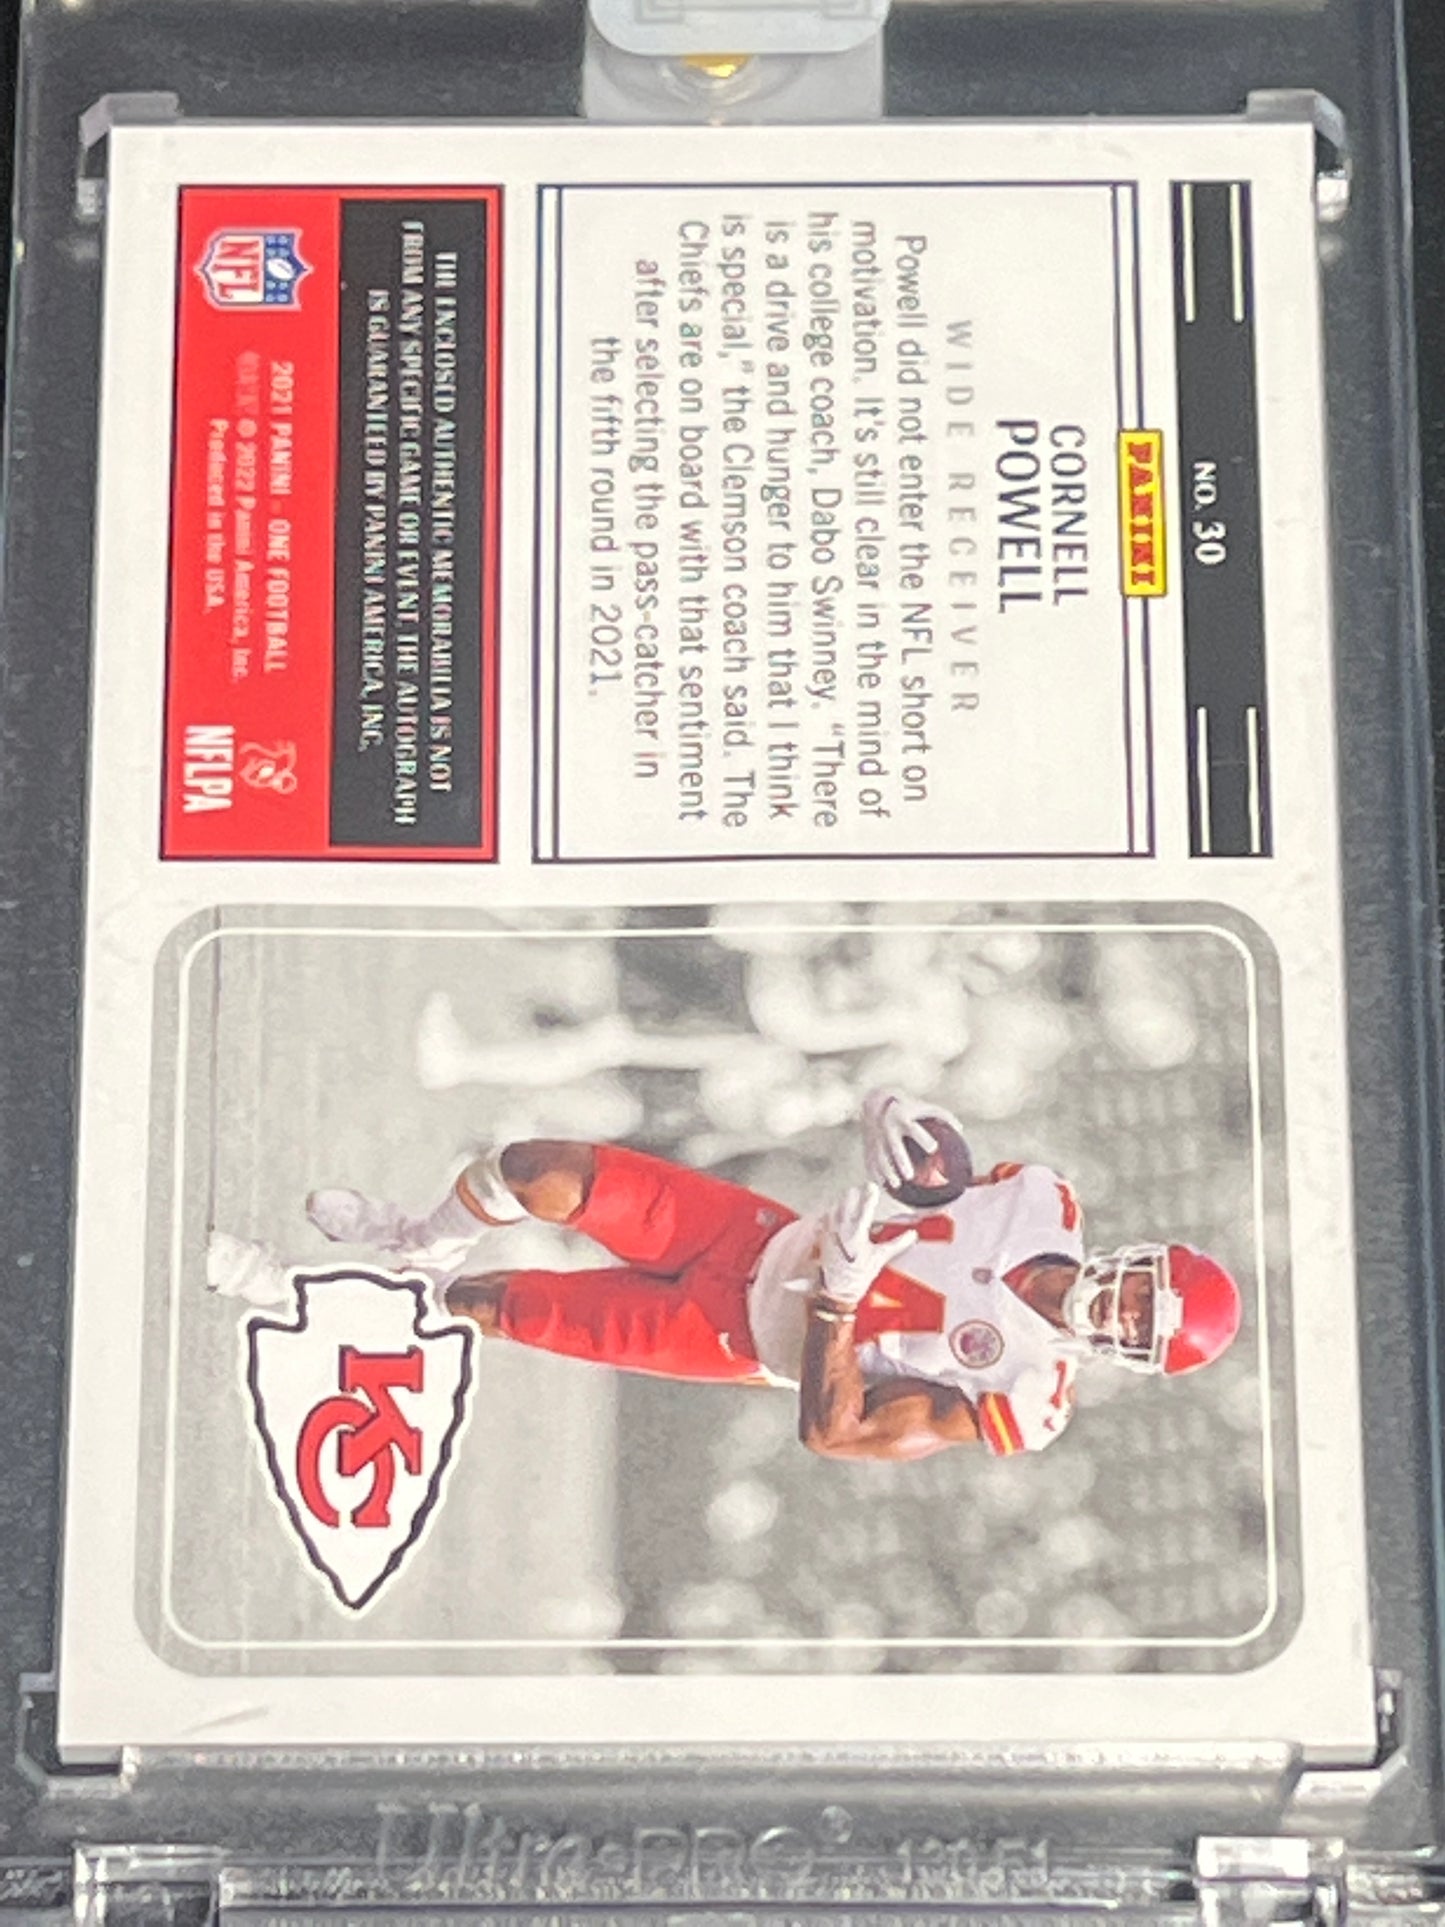 NO. 30
PANINI
CORNELL
POWELL
WIDE RECEIVER
Powell did not enter the NFL short on
motivation. It's still clear in the mind of
his college coach, Dabo Swinney. "There
is a drive and hunger to him that I think
is special," the Clemson coach said. The
Chiefs are on board with that sentiment
after selecting the pass-catcher in
the fifth round in 2021.
THE ENCLOSED AUTHENTIC MEMORABILIA IS NOT
FROM ANY SPECIFIC GAME OR EVENT. THE AUTOGRAPH
IS GUARANTEED BY PANINI AMERICA, INC.
NFL
2021 PANINI - ONE FOOTBALL
© 2022 Panini America, Inc.
Produced in the USA.
NFLPA
KC
Ultra·PRO